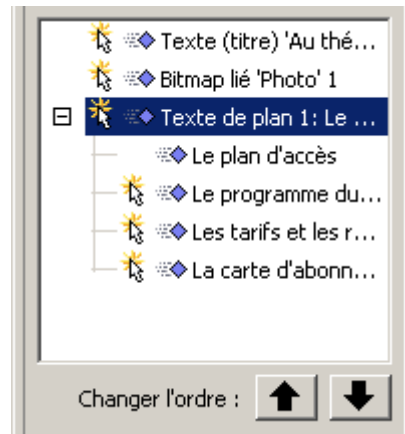 Texte (titre) 'Au thé...
Bitmap lié 'Photo' 1
Texte de plan 1: Le ...
Le plan d'accès
Le programme du...
Les tarifs et les r...
La carte d'abonn...
Changer l'ordre :